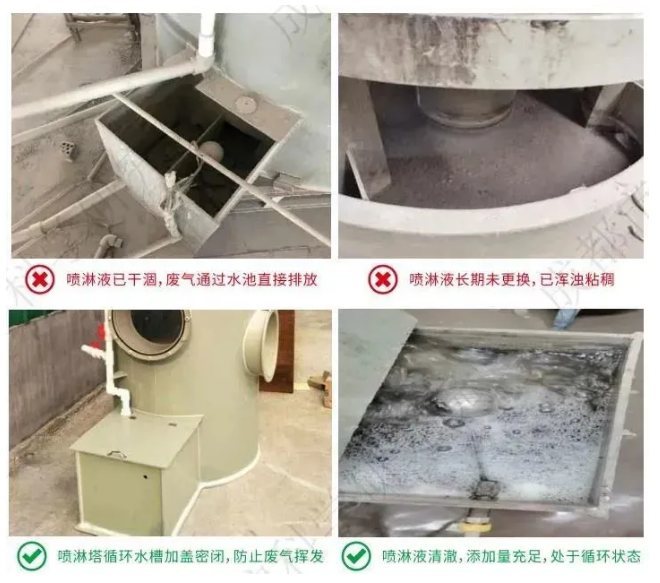 喷淋液已干涸,废气通过水池直接排放
喷淋液长期未更换,已浑浊粘稠
喷淋塔循环水槽加盖密闭,防止废气挥发
喷淋液清澈,添加量充足,处于循环状态